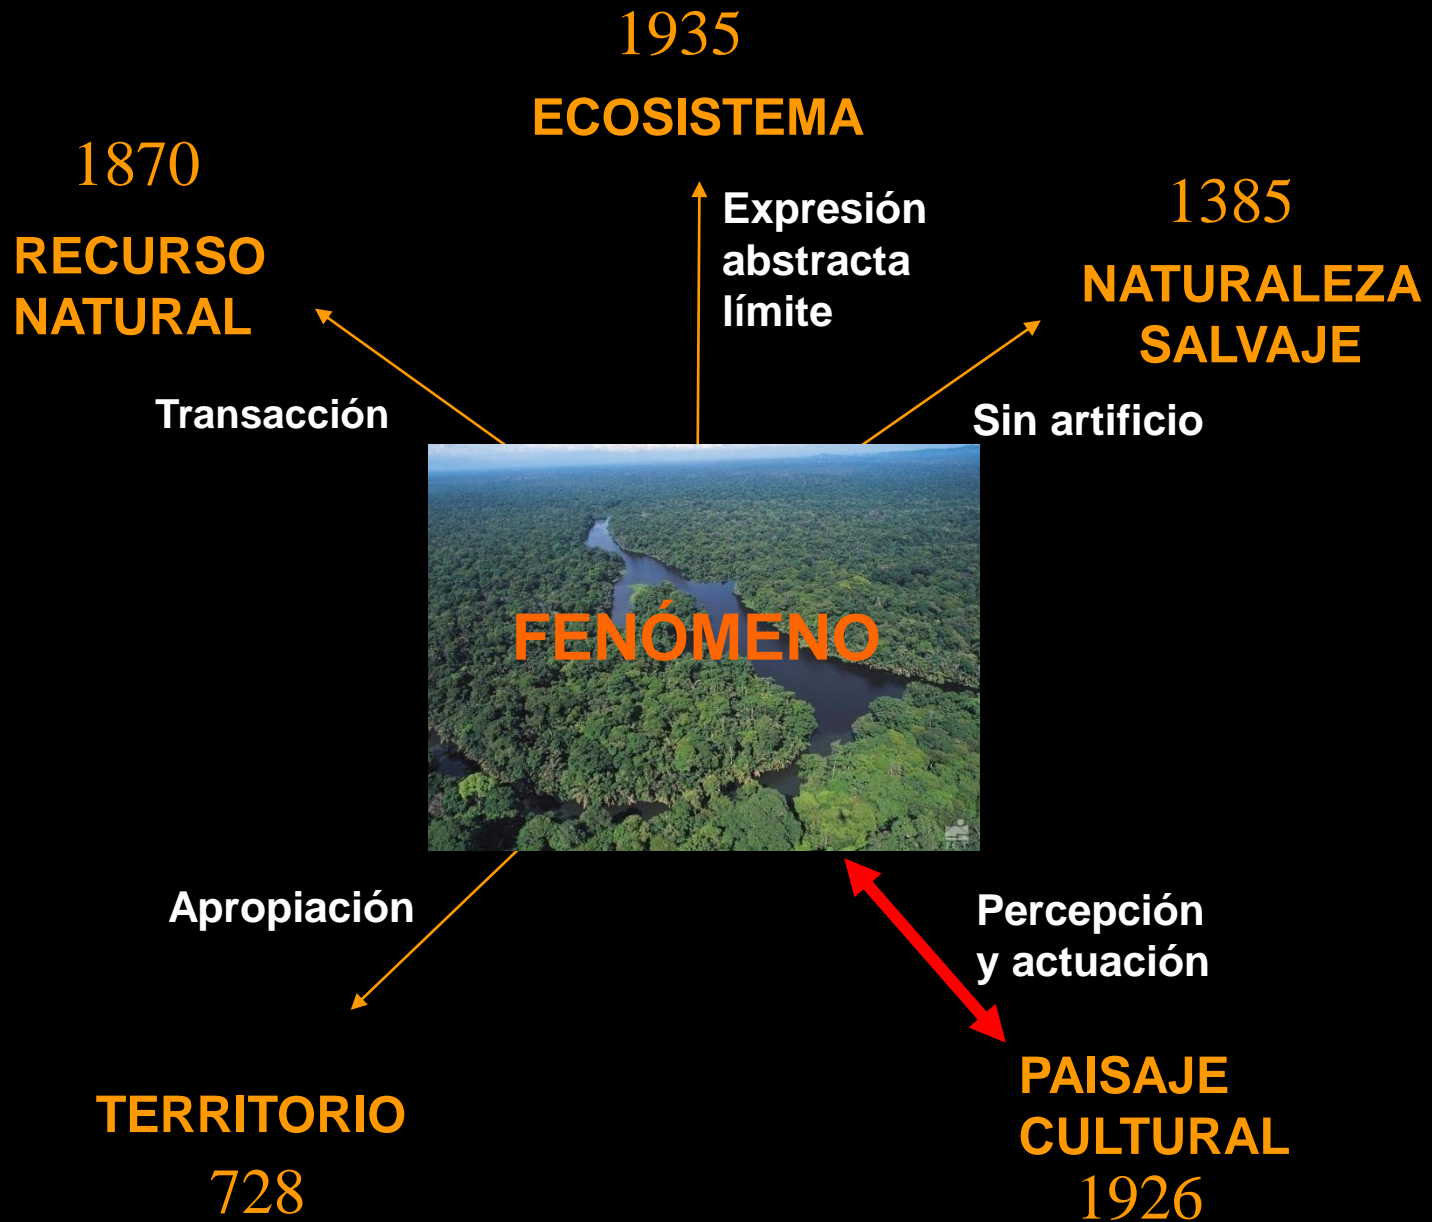 1935
ECOSISTEMA
1870
RECURSO
NATURAL
Expresión
abstracta
límite
1385
NATURALEZA
SALVAJE
Transacción
Sin artificio
FENÓMENO
Apropiación
Percepción
y actuación
TERRITORIO
728
PAISAJE
CULTURAL
1926